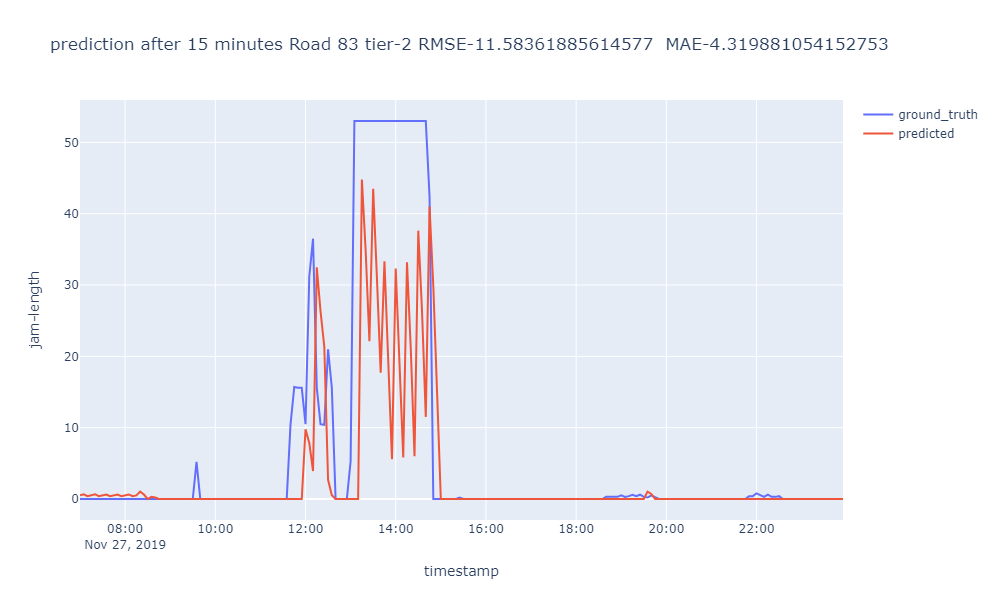 prediction after 15 minutes Road 83 tier-2 RMSE-11.58361885614577  MAE-4.319881054152753
ground_truth
predicted
50
40
30
20
10
0
jam-length
08:00 10:00 12:00 14:00 16:00 18:00 20:00 22:00
Nov 27, 2019
timestamp